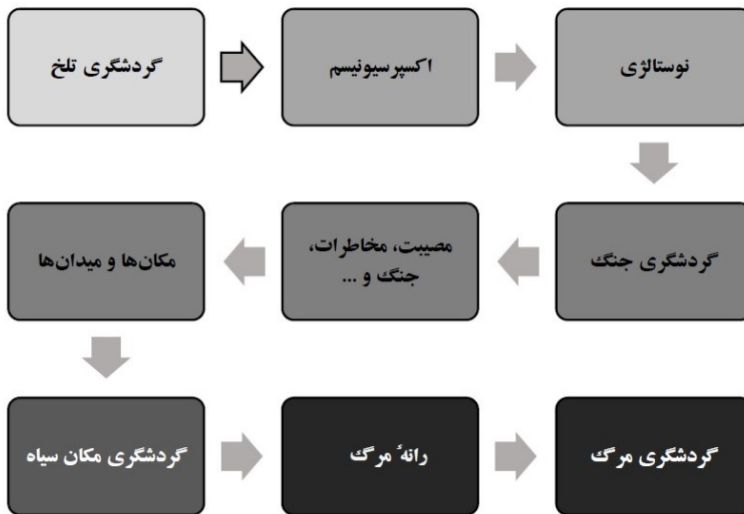 گردشگری تلخ
اکسپرسیونیسم
نوستالژی
گردشگری جنگ
مصیبت، مخاطرات،
جنگ و ...
مکان‌ها و میدان‌ها
گردشگری مکان سیاه
رانهٔ مرگ
گردشگری مرگ